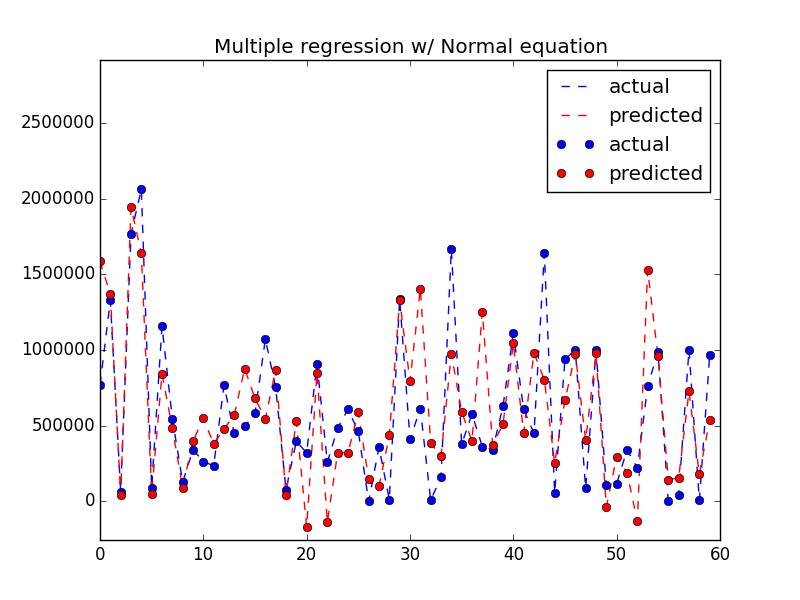 Multiple regression w/ Normal equation
actual
predicted
actual
predicted
2500000
2000000
1500000
1000000
500000
0
0 10 20 30 40 50 60